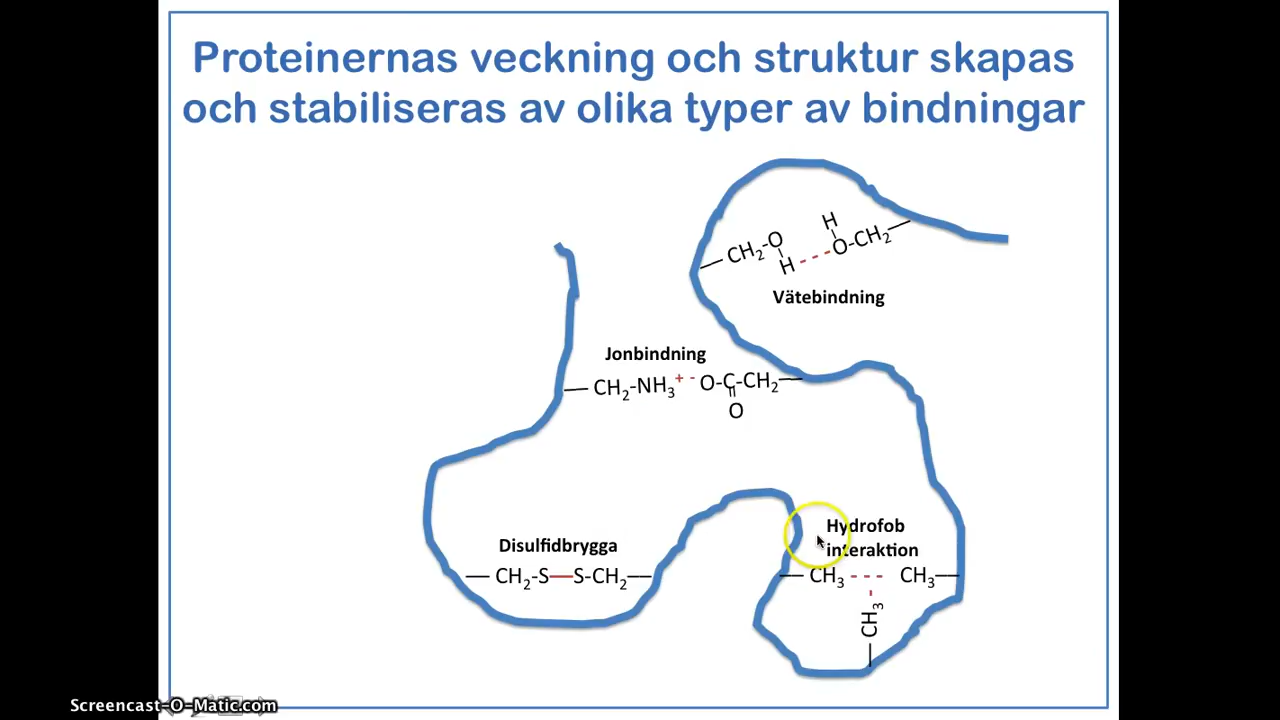 Proteinernas veckning och struktur skapas
och stabiliseras av olika typer av bindningar
H
CH₂-O
O-CH₂
H
Vätebindning
Jonbindning
CH₂-NH₃⁺
⁻O-C-CH₂
O
Hydrofob
interaktion
Disulfidbrygga
CH₂-S—S-CH₂
CH₃
CH₃
CH₃
Screencast-O-Matic.com